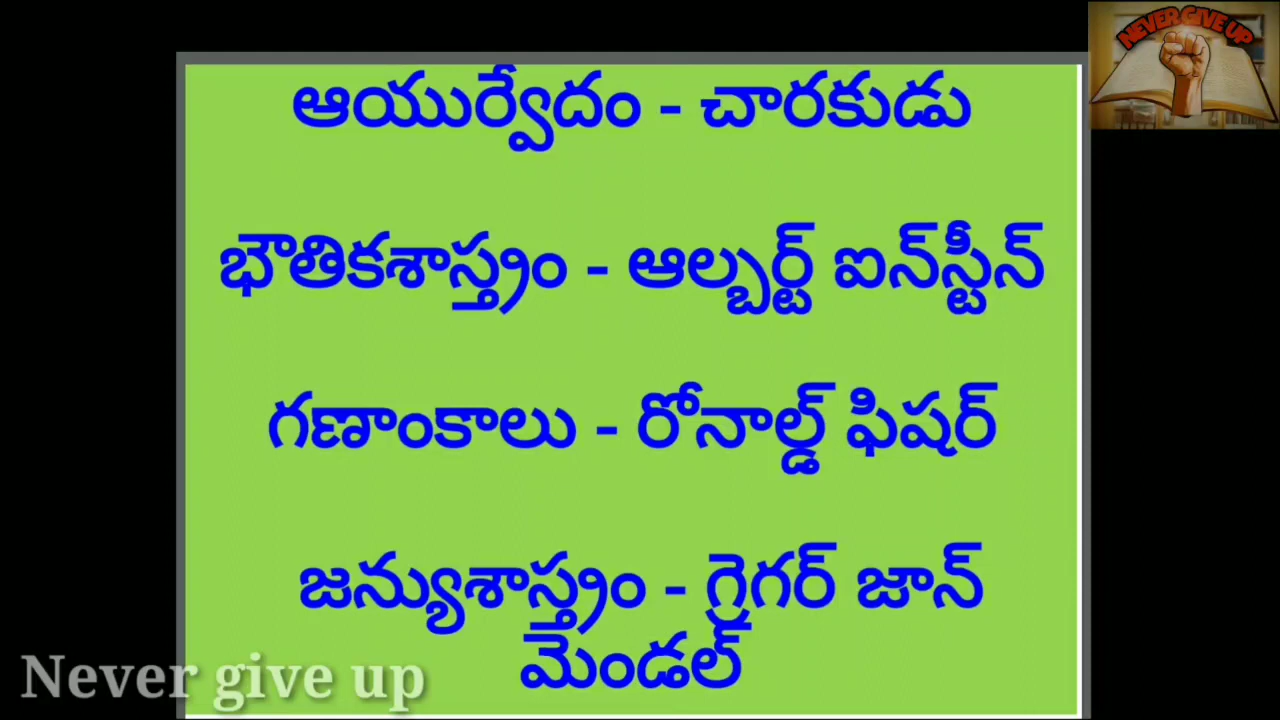 NEVER GIVE UP
ఆయుర్వేదం - చారకుడు
భౌతికశాస్త్రం - ఆల్బర్ట్ ఐన్‌స్టీన్
గణాంకాలు - రోనాల్డ్ ఫిషర్
జన్యుశాస్త్రం - గ్రెగర్ జాన్
మెండల్
Never give up